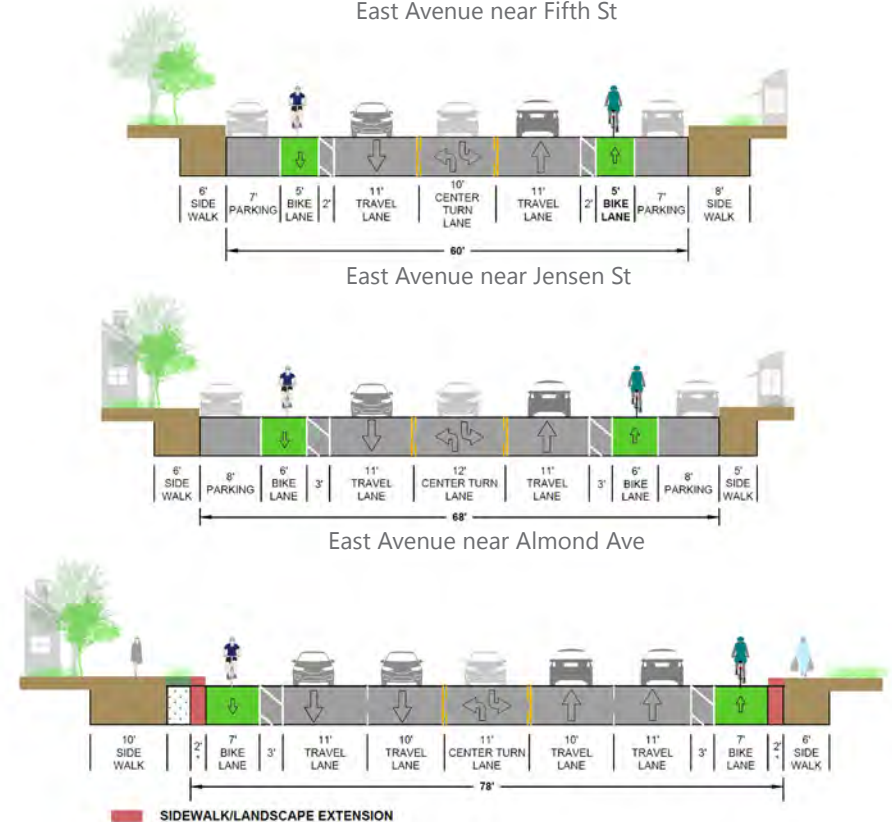 East Avenue near Fifth St
6'
SIDE
WALK
7'
PARKING
5'
BIKE
LANE
2'
11'
TRAVEL
LANE
10'
CENTER
TURN
LANE
11'
TRAVEL
LANE
2'
5'
BIKE
LANE
7'
PARKING
8'
SIDE
WALK
60'
East Avenue near Jensen St
6'
SIDE
WALK
8'
PARKING
6'
BIKE
LANE
3'
11'
TRAVEL
LANE
12'
CENTER TURN
LANE
11'
TRAVEL
LANE
3'
6'
BIKE
LANE
8'
PARKING
5'
SIDE
WALK
68'
East Avenue near Almond Ave
10'
SIDE
WALK
2'
7'
BIKE
LANE
3'
11'
TRAVEL
LANE
10'
TRAVEL
LANE
11'
CENTER TURN
LANE
10'
TRAVEL
LANE
11'
TRAVEL
LANE
3'
7'
BIKE
LANE
2'
6'
SIDE
WALK
78'
SIDEWALK/LANDSCAPE EXTENSION